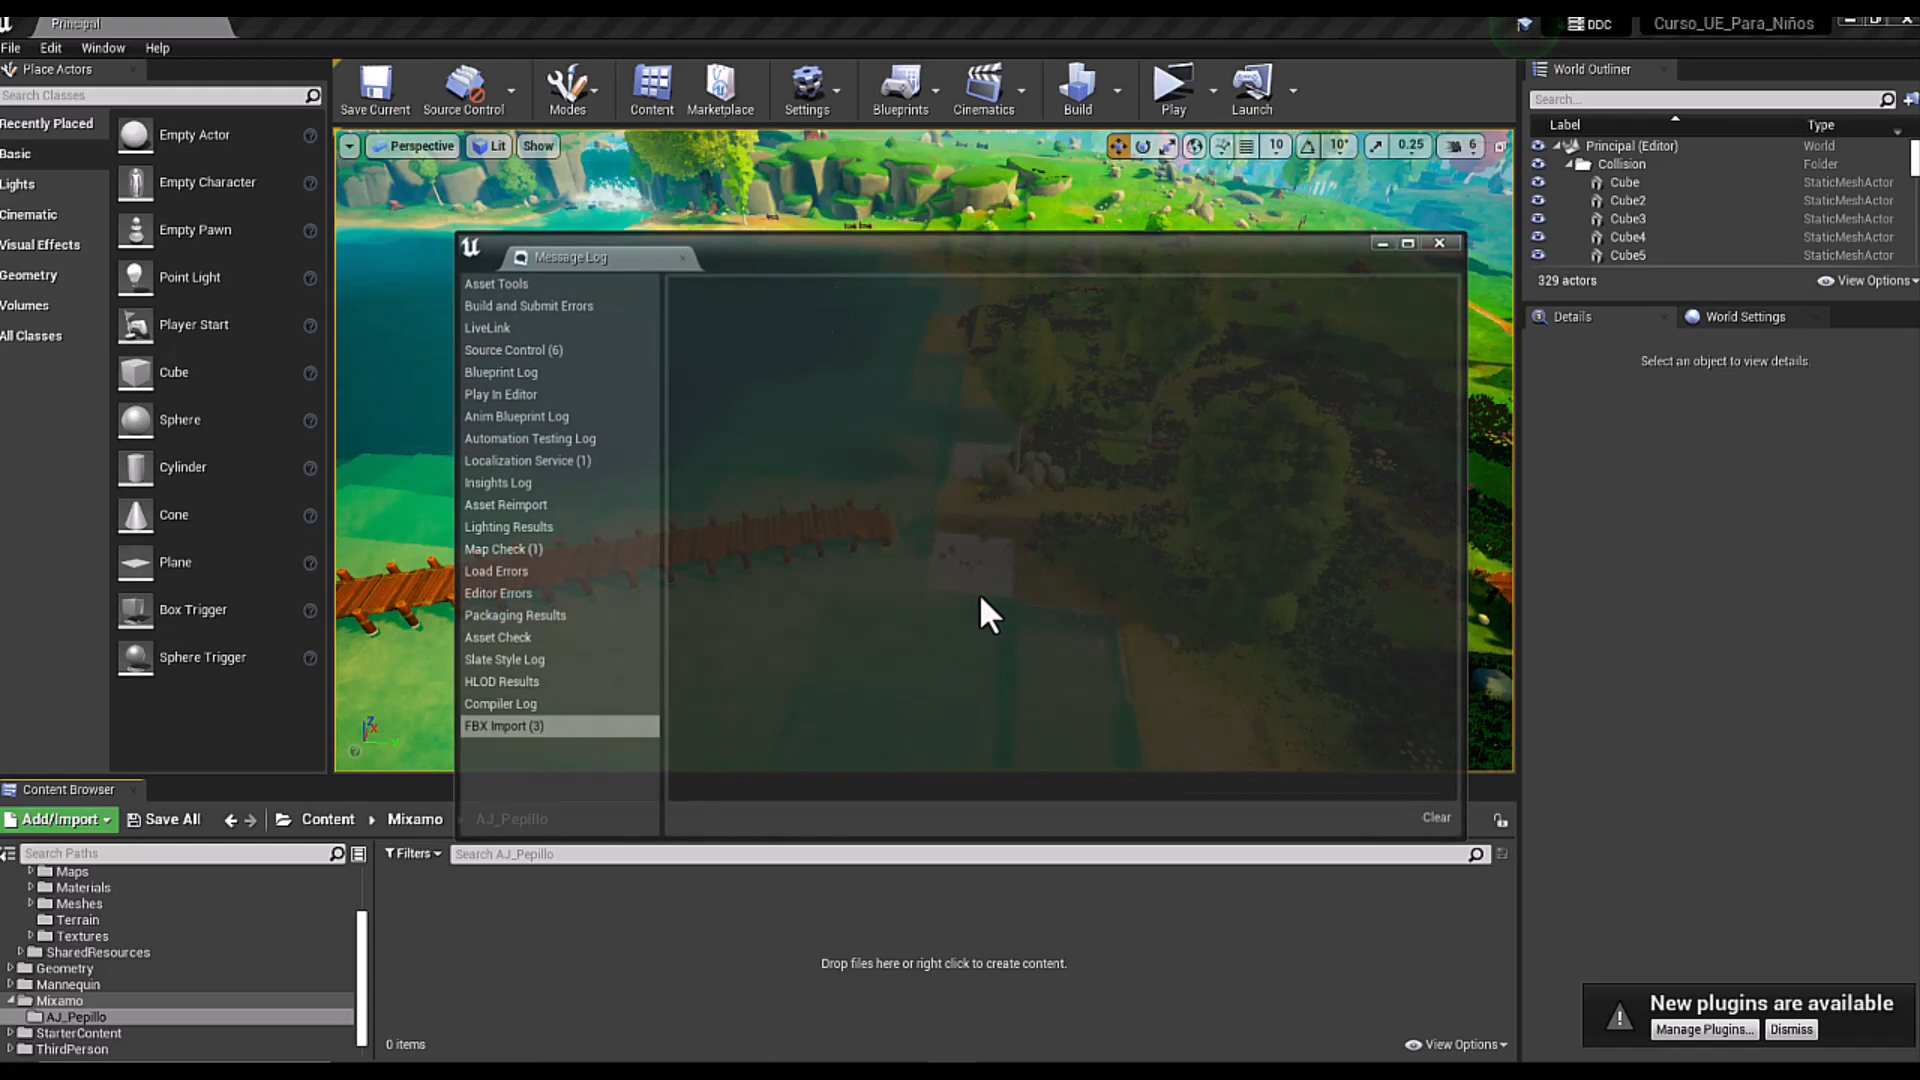 Principal
DDC
Curso_UE_Para_Niños
File Edit Window Help
Place Actors
Search Classes
Recently Placed
Basic
Lights
Cinematic
Visual Effects
Geometry
Volumes
All Classes
Empty Actor
Empty Character
Empty Pawn
Point Light
Player Start
Cube
Sphere
Cylinder
Cone
Plane
Box Trigger
Sphere Trigger
Save Current
Source Control
Modes
Content
Marketplace
Settings
Blueprints
Cinematics
Build
Play
Launch
Perspective Lit Show
10 10° 0.25 6
Message Log
Asset Tools
Build and Submit Errors
LiveLink
Source Control (6)
Blueprint Log
Play In Editor
Anim Blueprint Log
Automation Testing Log
Localization Service (1)
Insights Log
Asset Reimport
Lighting Results
Map Check (1)
Load Errors
Editor Errors
Packaging Results
Asset Check
Slate Style Log
HLOD Results
Compiler Log
FBX Import (3)
Clear
World Outliner
Search...
Label Type
Principal (Editor) World
Collision Folder
Cube StaticMeshActor
Cube2 StaticMeshActor
Cube3 StaticMeshActor
Cube4 StaticMeshActor
Cube5 StaticMeshActor
329 actors View Options
Details World Settings
Select an object to view details.
Content Browser
Add/Import Save All Content Mixamo AJ_Pepillo
Search Paths
Filters Search AJ_Pepillo
Maps
Materials
Meshes
Terrain
Textures
SharedResources
Geometry
Mannequin
Mixamo
AJ_Pepillo
StarterContent
ThirdPerson
Drop files here or right click to create content.
0 items View Options
New plugins are available
Manage Plugins... Dismiss